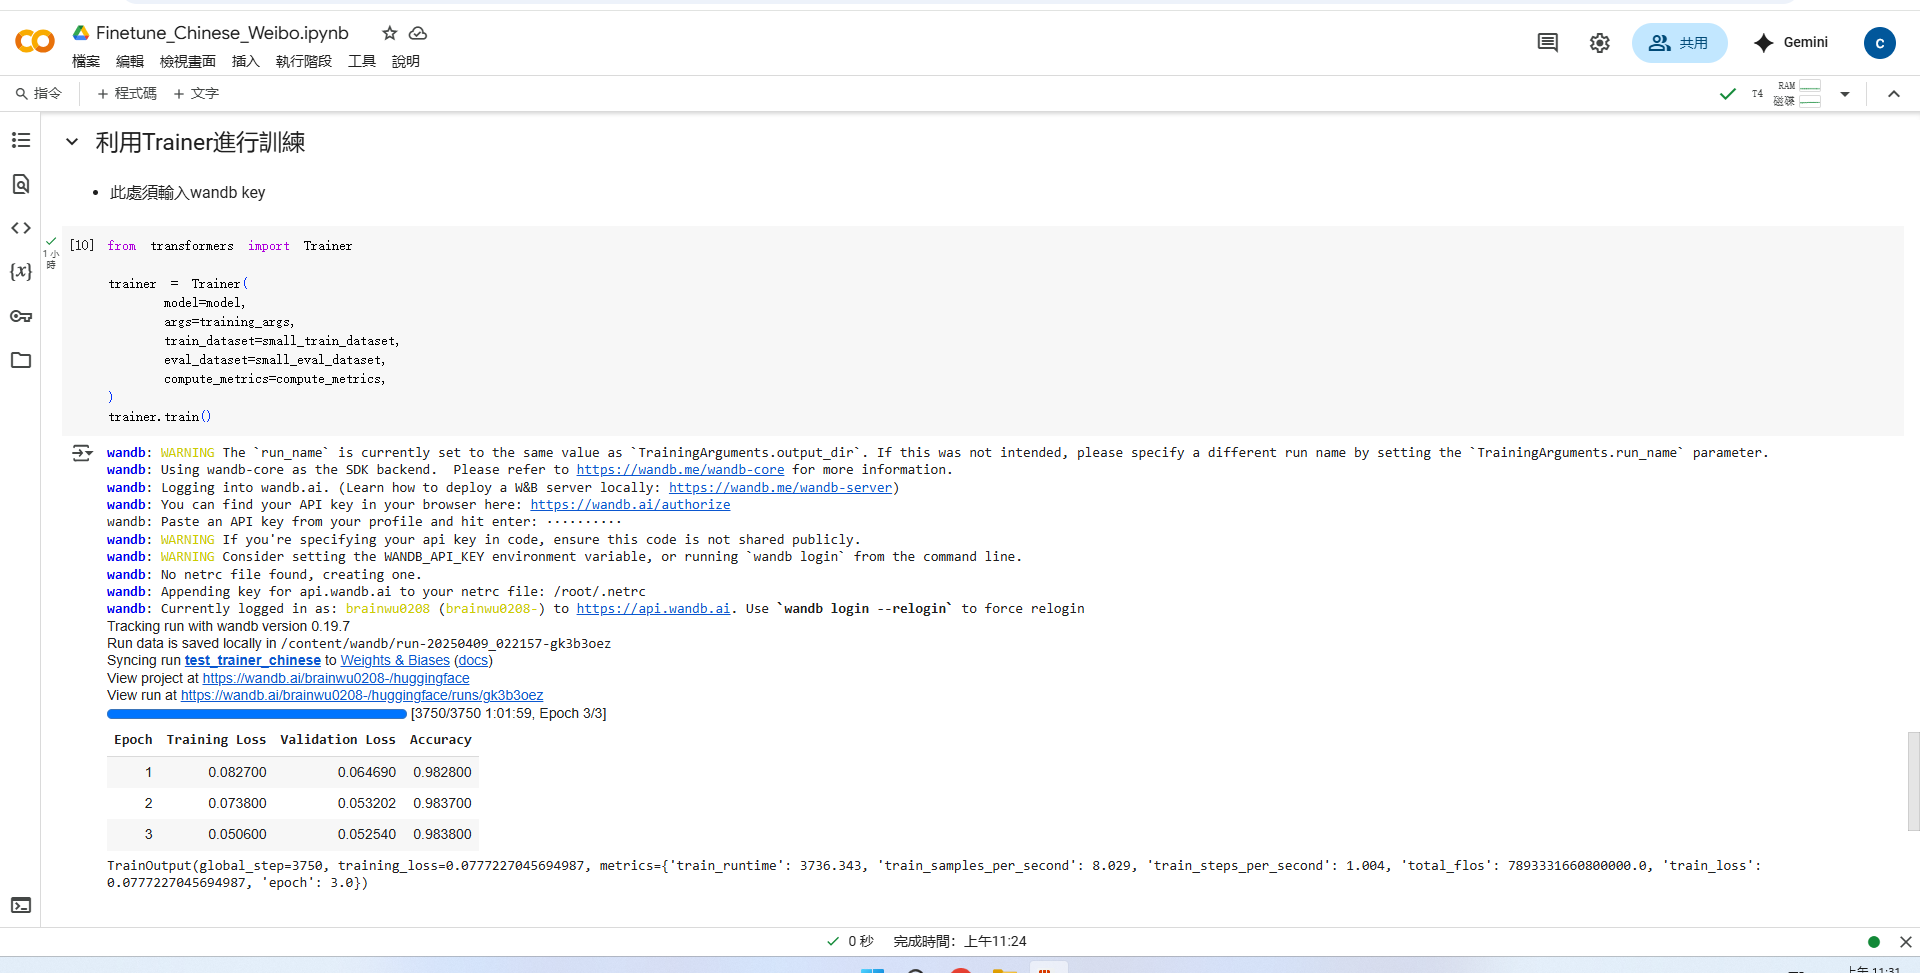 Finetune_Chinese_Weibo.ipynb
檔案 編輯 檢視畫面 插入 執行階段 工具 說明
共用
Gemini
C
指令 + 程式碼 + 文字
T4
RAM
磁碟
利用Trainer進行訓練
• 此處須輸入wandb key
1 小時
[10] from transformers import Trainer
trainer = Trainer(
model=model,
args=training_args,
train_dataset=small_train_dataset,
eval_dataset=small_eval_dataset,
compute_metrics=compute_metrics,
)
trainer.train()
wandb: WARNING The `run_name` is currently set to the same value as `TrainingArguments.output_dir`. If this was not intended, please specify a different run name by setting the `TrainingArguments.run_name` parameter.
wandb: Using wandb-core as the SDK backend.  Please refer to https://wandb.me/wandb-core for more information.
wandb: Logging into wandb.ai. (Learn how to deploy a W&B server locally: https://wandb.me/wandb-server)
wandb: You can find your API key in your browser here: https://wandb.ai/authorize
wandb: Paste an API key from your profile and hit enter: ··········
wandb: WARNING If you're specifying your api key in code, ensure this code is not shared publicly.
wandb: WARNING Consider setting the WANDB_API_KEY environment variable, or running `wandb login` from the command line.
wandb: No netrc file found, creating one.
wandb: Appending key for api.wandb.ai to your netrc file: /root/.netrc
wandb: Currently logged in as: brainwu0208 (brainwu0208-) to https://api.wandb.ai. Use `wandb login --relogin` to force relogin
Tracking run with wandb version 0.19.7
Run data is saved locally in /content/wandb/run-20250409_022157-gk3b3oez
Syncing run test_trainer_chinese to Weights & Biases (docs)
View project at https://wandb.ai/brainwu0208-/huggingface
View run at https://wandb.ai/brainwu0208-/huggingface/runs/gk3b3oez
[3750/3750 1:01:59, Epoch 3/3]
Epoch Training Loss Validation Loss Accuracy
1 0.082700 0.064690 0.982800
2 0.073800 0.053202 0.983700
3 0.050600 0.052540 0.983800
TrainOutput(global_step=3750, training_loss=0.0777227045694987, metrics={'train_runtime': 3736.343, 'train_samples_per_second': 8.029, 'train_steps_per_second': 1.004, 'total_flos': 7893331660800000.0, 'train_loss':
0.0777227045694987, 'epoch': 3.0})
0 秒 完成時間：上午11:24
上午 11:31